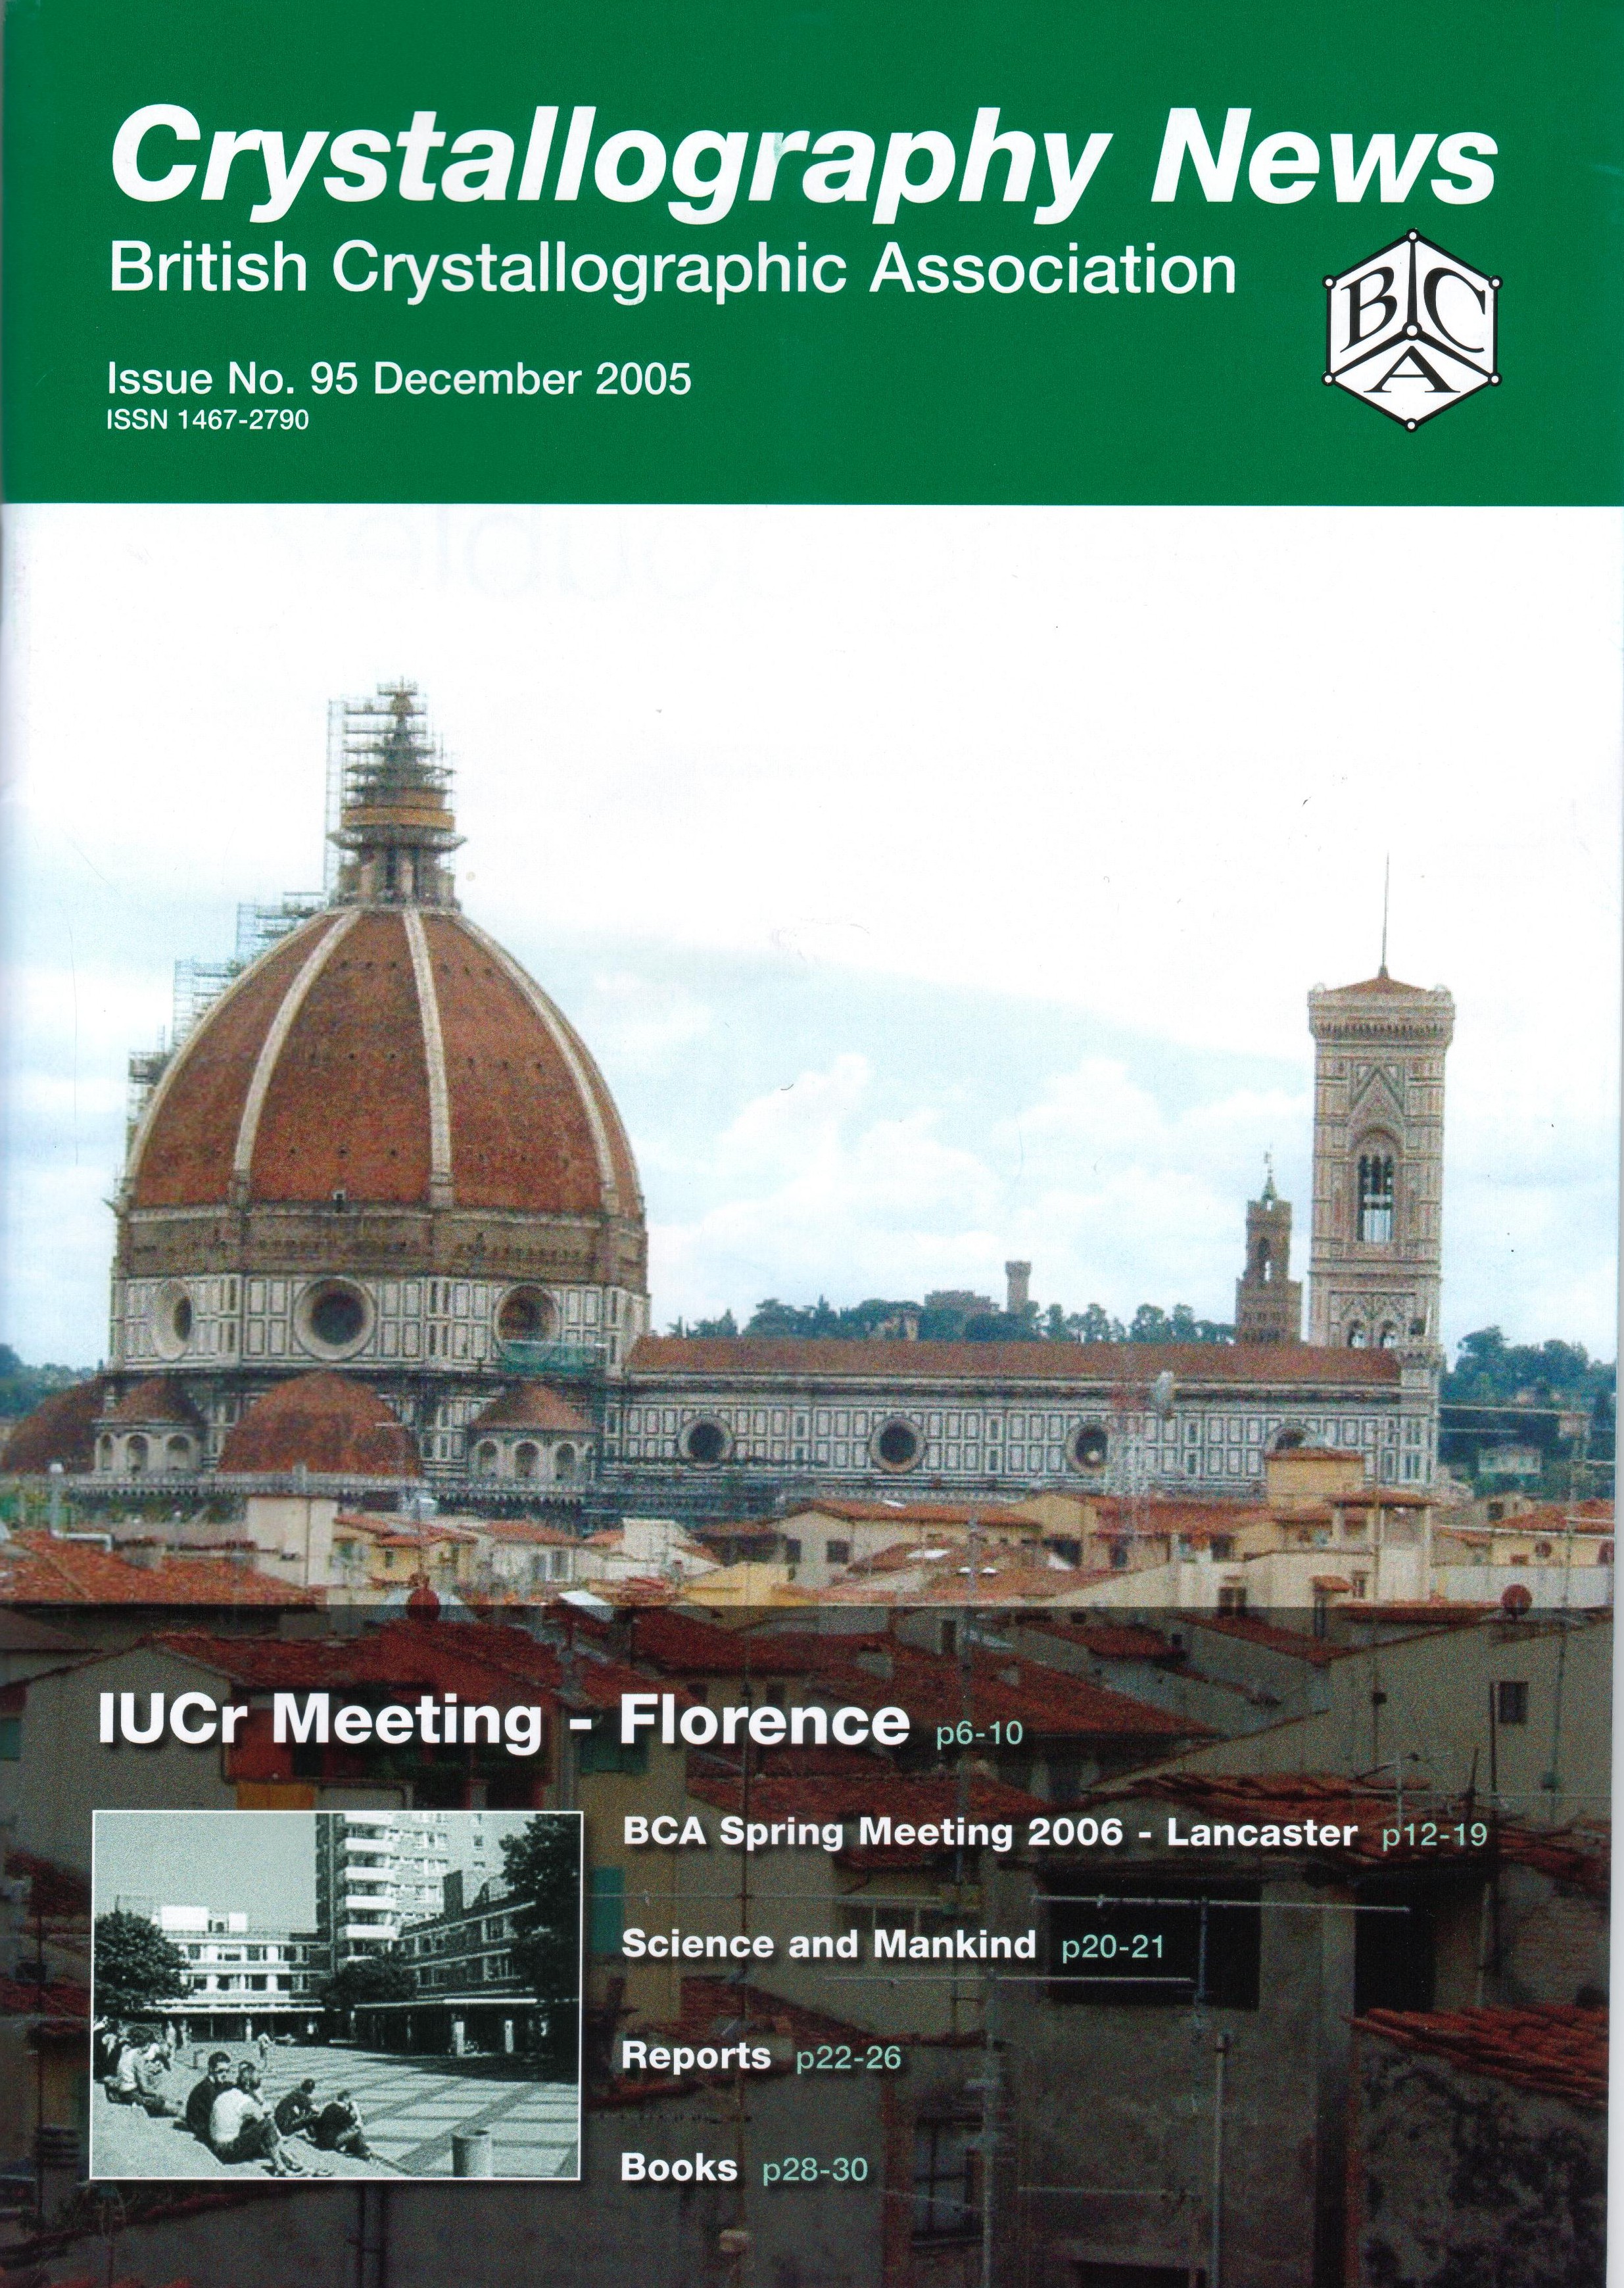 Crystallography News
British Crystallographic Association
BCA
Issue No. 95 December 2005
ISSN 1467-2790
IUCr Meeting - Florence p6-10
BCA Spring Meeting 2006 - Lancaster p12-19
Science and Mankind p20-21
Reports p22-26
Books p28-30